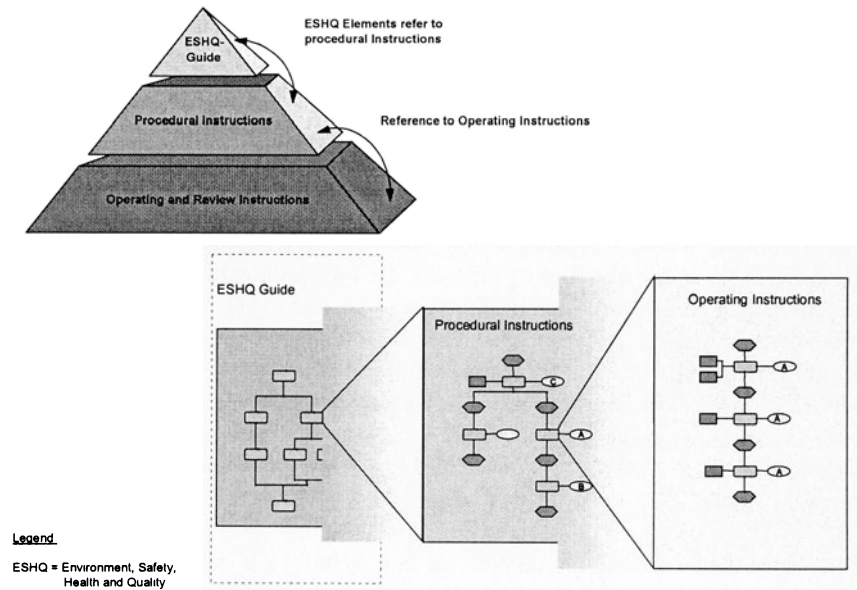 ESHQ-
Guide
ESHQ Elements refer to
procedural Instructions
Procedural Instructions
Reference to Operating Instructions
Operating and Review Instructions
ESHQ Guide
Procedural Instructions
Operating Instructions
C
A
B
A
A
A
Legend
ESHQ = Environment, Safety,
Health and Quality